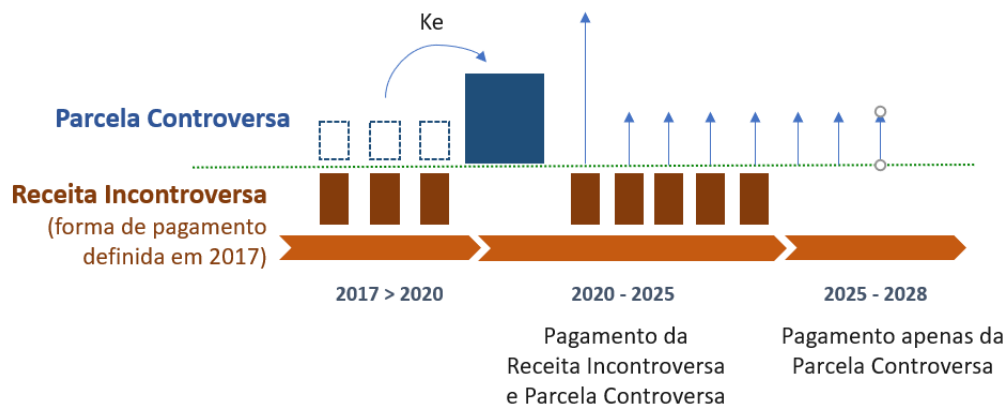 Ke
Parcela Controversa
Receita Incontroversa
(forma de pagamento
definida em 2017)
2017 > 2020
2020 - 2025
2025 - 2028
Pagamento da
Receita Incontroversa
e Parcela Controversa
Pagamento apenas da
Parcela Controversa